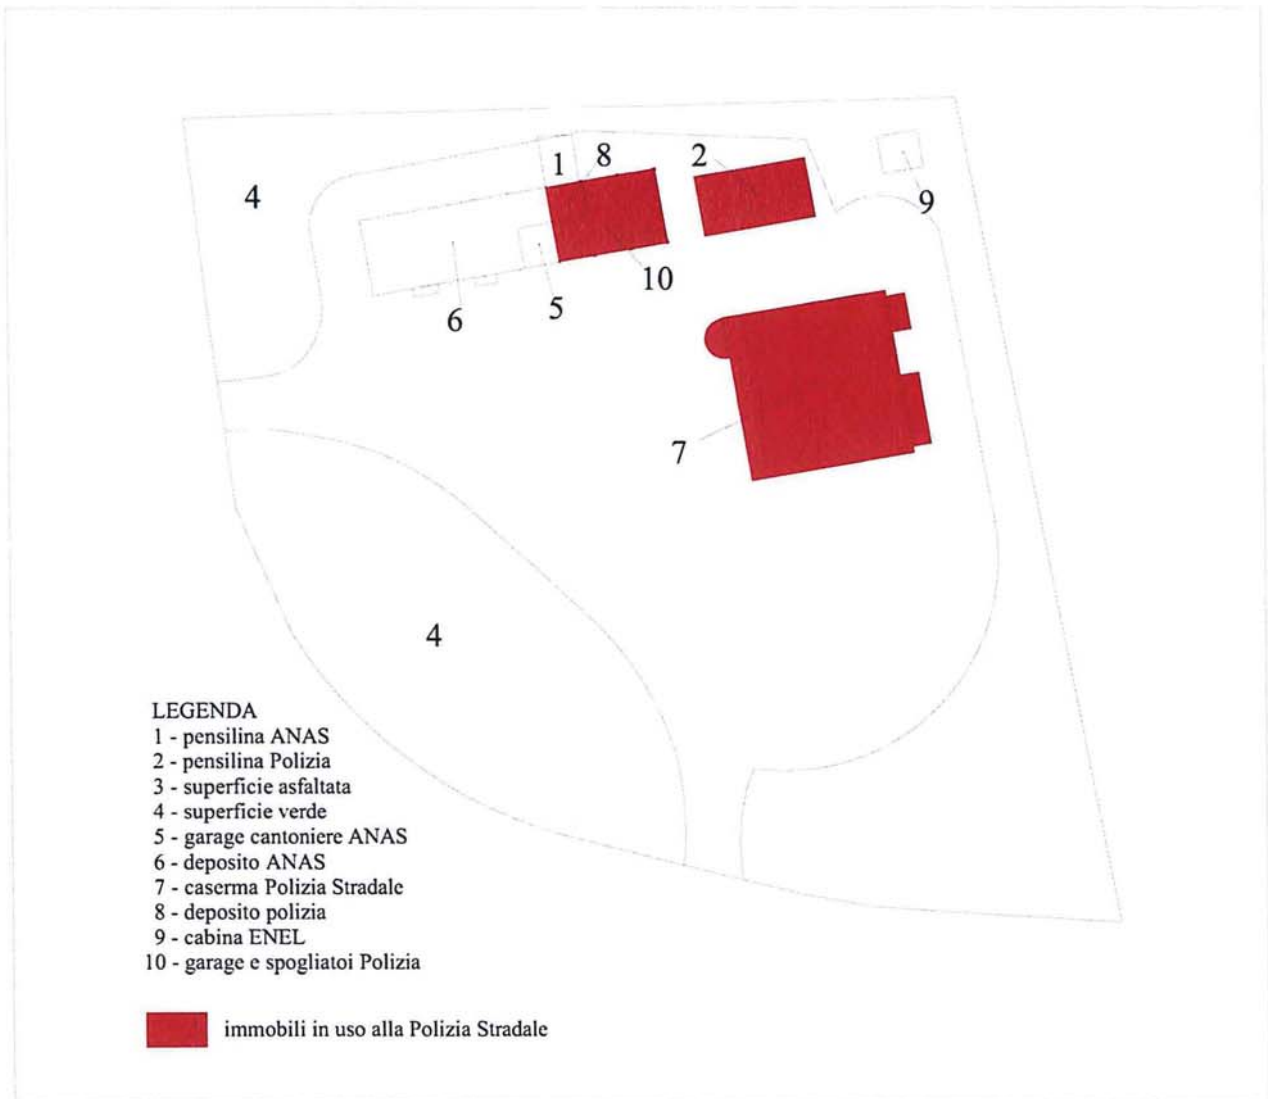 1
8
2
4
9
10
5
6
7
4
LEGENDA
1 - pensilina ANAS
2 - pensilina Polizia
3 - superficie asfaltata
4 - superficie verde
5 - garage cantoniere ANAS
6 - deposito ANAS
7 - caserma Polizia Stradale
8 - deposito polizia
9 - cabina ENEL
10 - garage e spogliatoi Polizia
immobili in uso alla Polizia Stradale